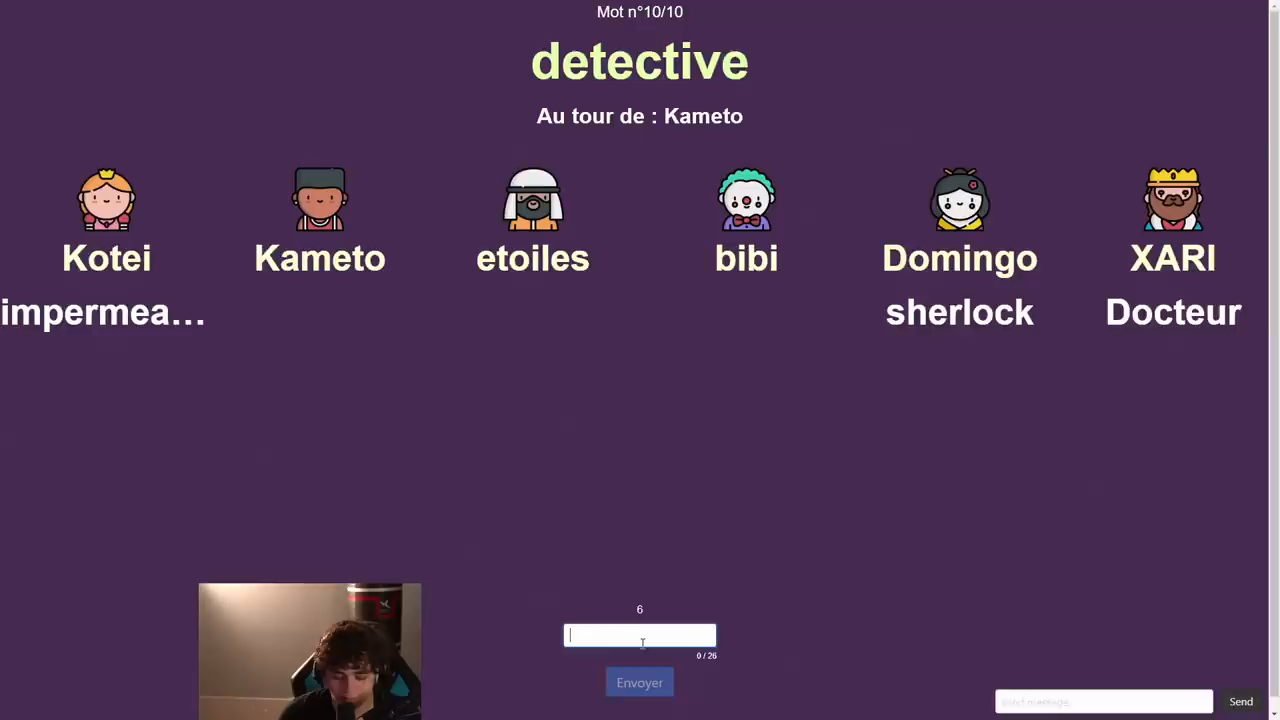 Mot n°10/10
detective
Au tour de : Kameto
Kotei
Kameto
etoiles
bibi
Domingo
XARI
impermea…
sherlock
Docteur
6
0 / 26
Envoyer
Send